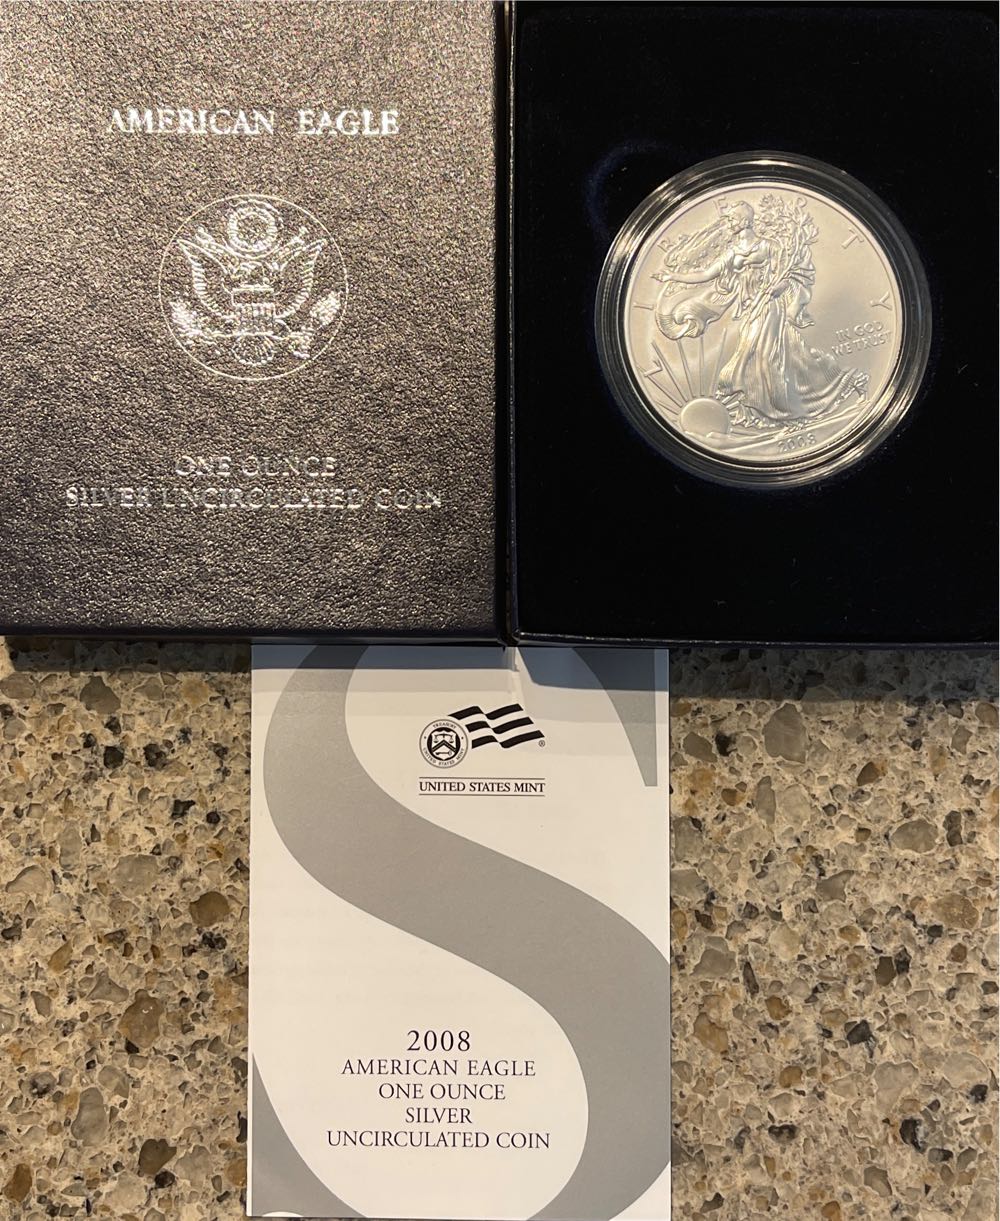 AMERICAN EAGLE
ONE OUNCE
SILVER UNCIRCULATED COIN
LIBERTY
IN GOD
WE TRUST
2008
UNITED STATES MINT
2008
AMERICAN EAGLE
ONE OUNCE
SILVER
UNCIRCULATED COIN